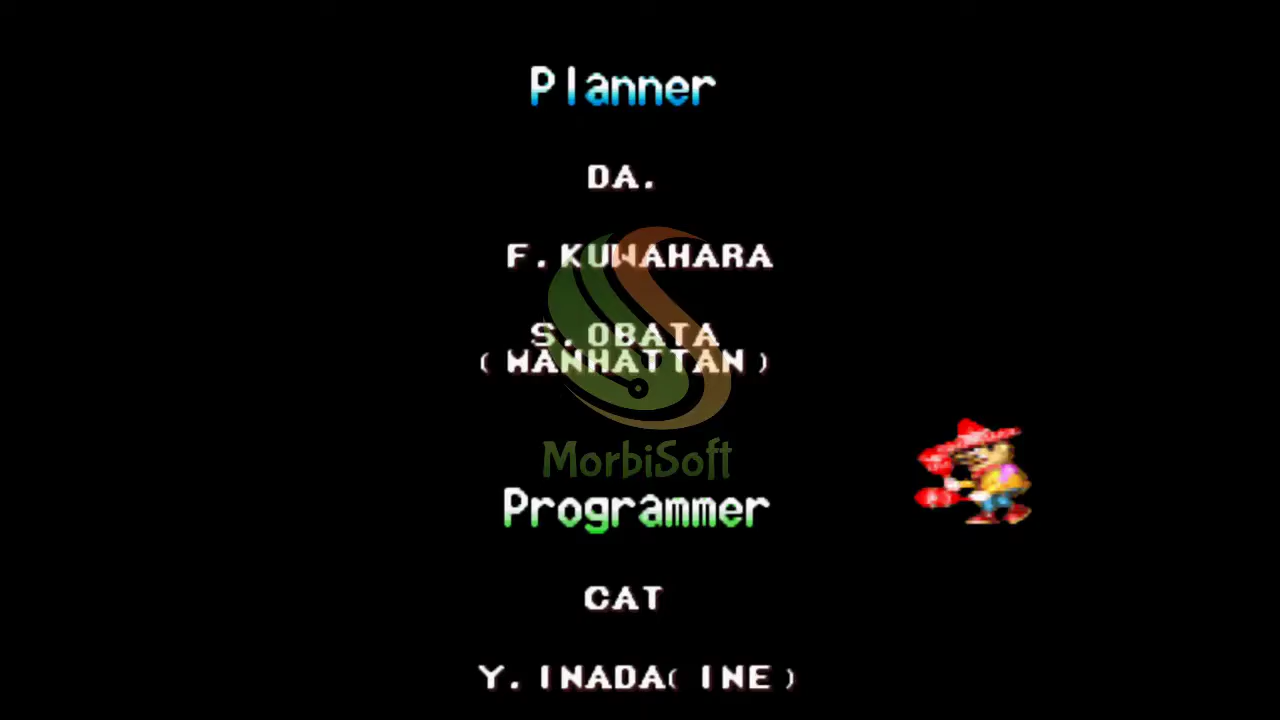 Planner
DA.
F.KUWAHARA
S.OBATA
(MANHATTAN)
MorbiSoft
Programmer
CAT
Y.INADA(INE)